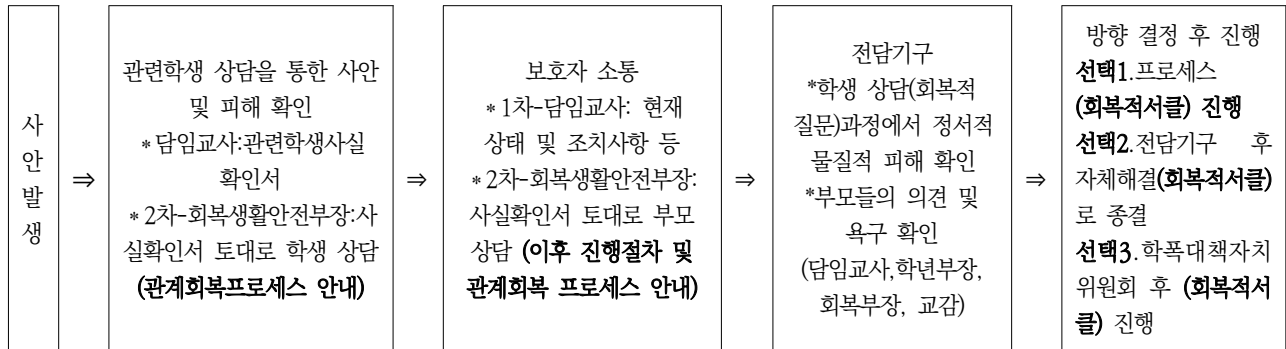 사
안
발
생
⇒
관련학생 상담을 통한 사안
및 피해 확인
* 담임교사:관련학생사실
확인서
* 2차-회복생활안전부장:사
실확인서 토대로 학생 상담
(관계회복프로세스 안내)
⇒
보호자 소통
* 1차-담임교사: 현재
상태 및 조치사항 등
* 2차-회복생활안전부장:
사실확인서 토대로 부모
상담 (이후 진행절차 및
관계회복 프로세스 안내)
⇒
전담기구
*학생 상담(회복적
질문)과정에서 정서적
물질적 피해 확인
*부모들의 의견 및
욕구 확인
(담임교사,학년부장,
회복부장, 교감)
⇒
방향 결정 후 진행
선택1.프로세스
(회복적서클) 진행
선택2.전담기구 후
자체해결(회복적서클)
로 종결
선택3.학폭대책자치
위원회 후 (회복적서
클) 진행